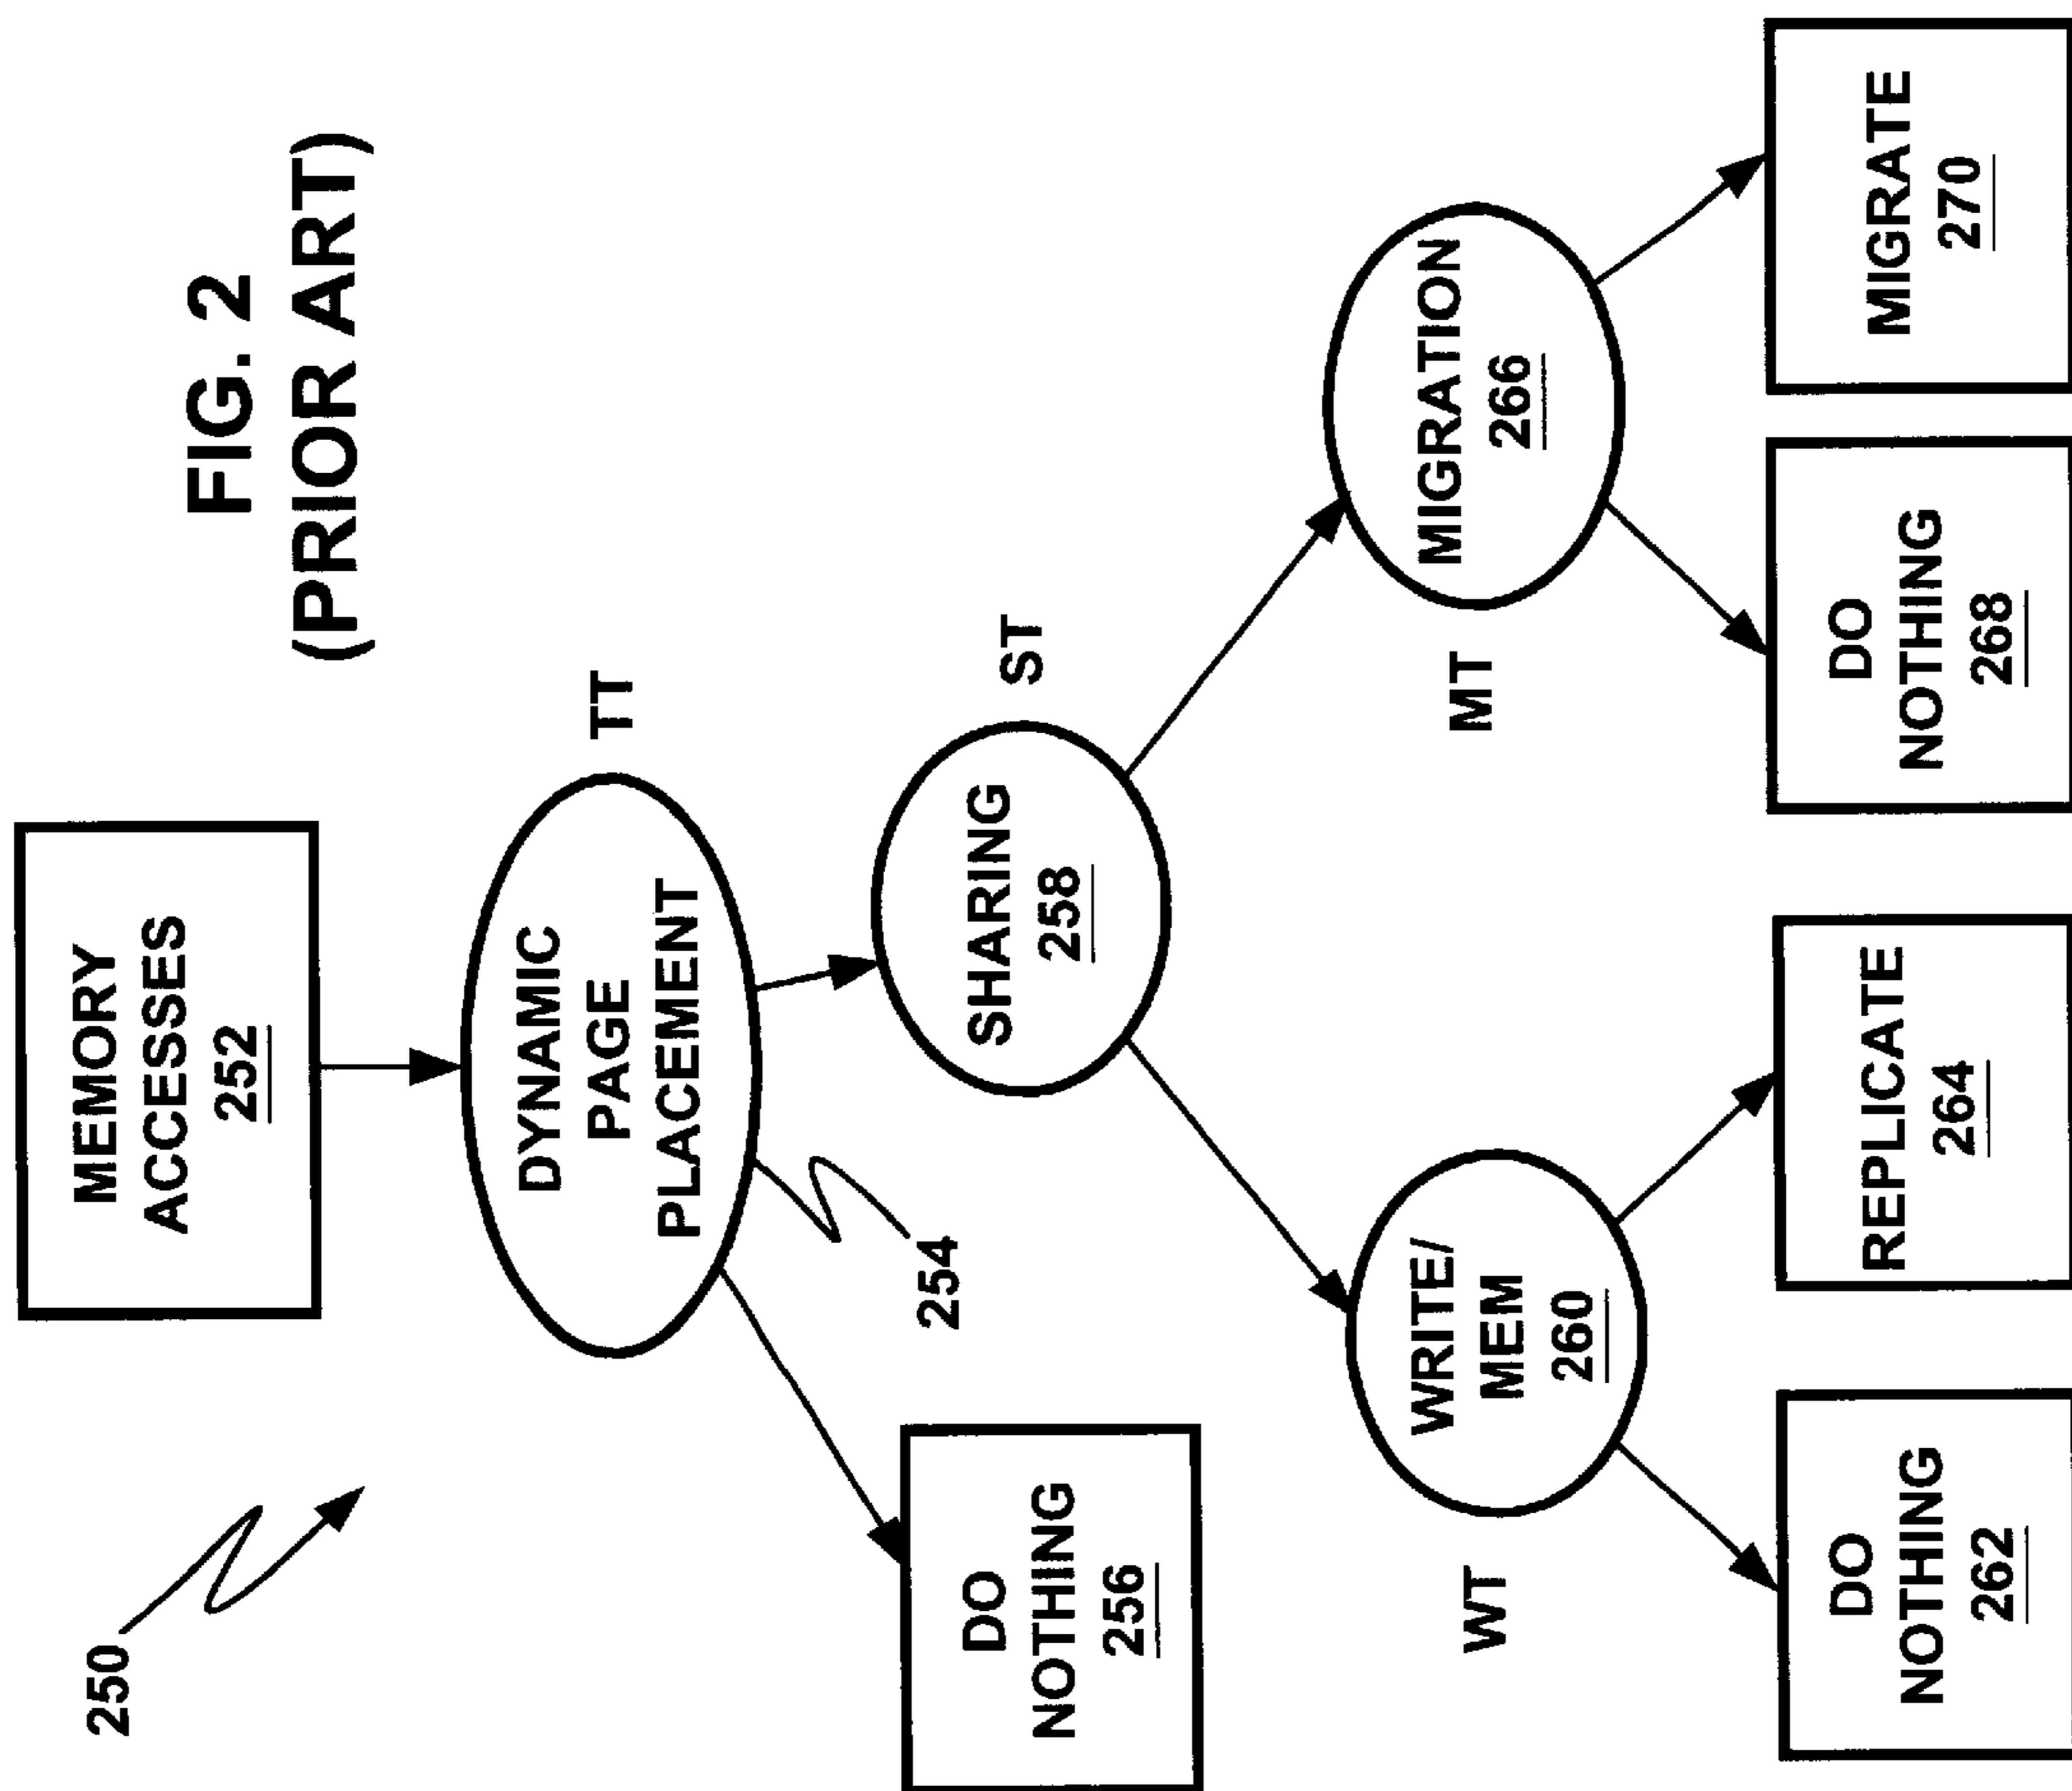 FIG. 2
(PRIOR ART)
250
MEMORY
ACCESSES
252
DYNAMIC
PAGE
PLACEMENT
TT
254
DO
NOTHING
256
SHARING
258
ST
WT
WRITE/
MEM
260
MT
MIGRATION
266
DO
NOTHING
262
REPLICATE
264
DO
NOTHING
268
MIGRATE
270